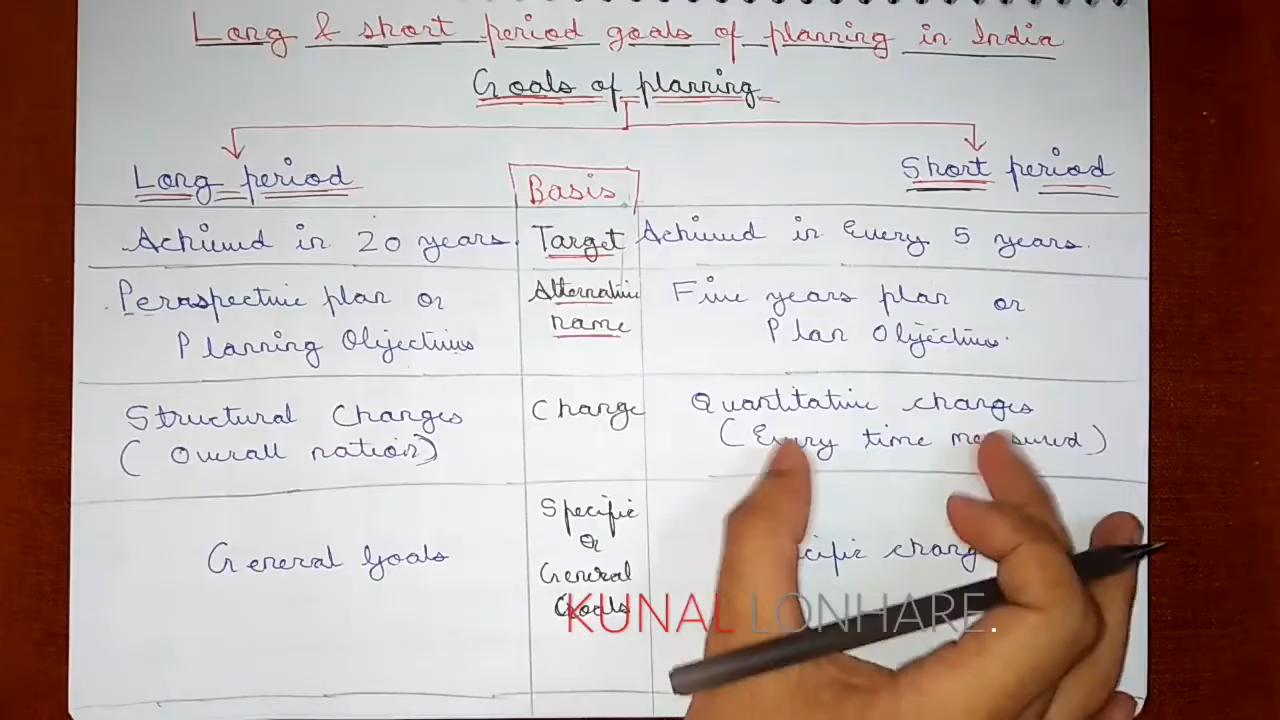 Long & short period goals of planning in India
Goals of planning
Long period
Basis
Short period
Achieved in 20 years.
Target
Achieved in Every 5 years.
Perspective plan or
Planning Objectives
Alternative
name
Five years plan or
Plan Objectives.
Structural Changes
(Overall nation)
Change
Quantitative changes
(Every time measured)
General goals
Specific
or
General
Goals
KUNAL LONHARE.